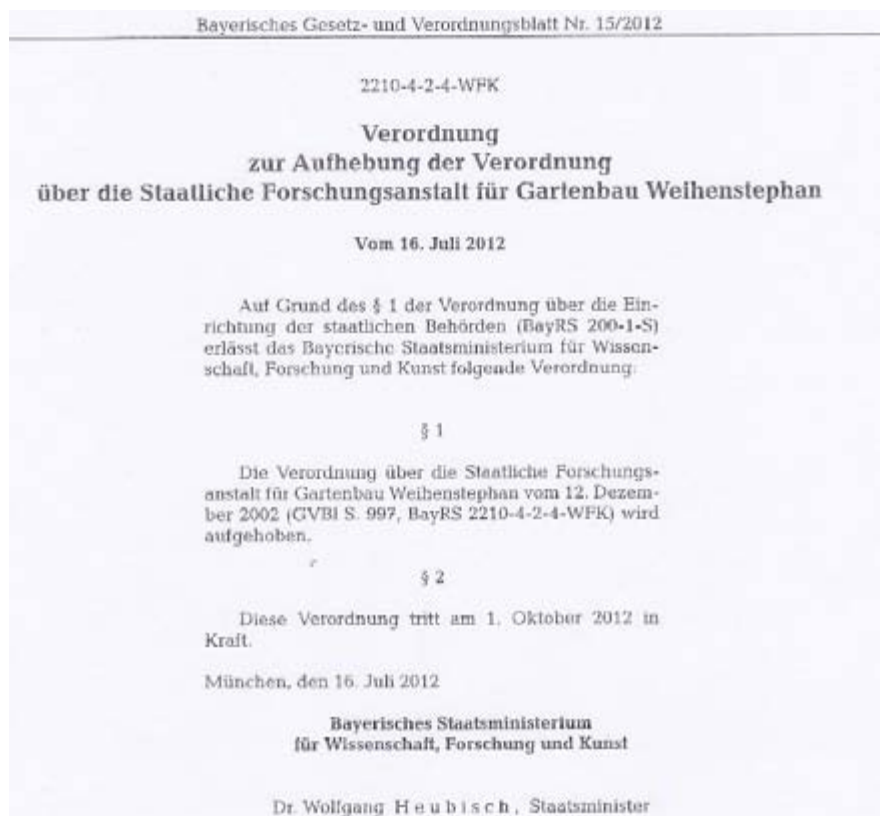 Bayerisches Gesetz- und Verordnungsblatt Nr. 15/2012
2210-4-2-4-WFK
Verordnung
zur Aufhebung der Verordnung
über die Staatliche Forschungsanstalt für Gartenbau Weihenstephan
Vom 16. Juli 2012
Auf Grund des § 1 der Verordnung über die Ein-
richtung der staatlichen Behörden (BayRS 200-1-S)
erlässt das Bayerische Staatsministerium für Wissen-
schaft, Forschung und Kunst folgende Verordnung:
§ 1
Die Verordnung über die Staatliche Forschungs-
anstalt für Gartenbau Weihenstephan vom 12. Dezem-
ber 2002 (GVBl S. 997, BayRS 2210-4-2-4-WFK) wird
aufgehoben.
§ 2
Diese Verordnung tritt am 1. Oktober 2012 in
Kraft.
München, den 16. Juli 2012
Bayerisches Staatsministerium
für Wissenschaft, Forschung und Kunst
Dr. Wolfgang Heubisch, Staatsminister